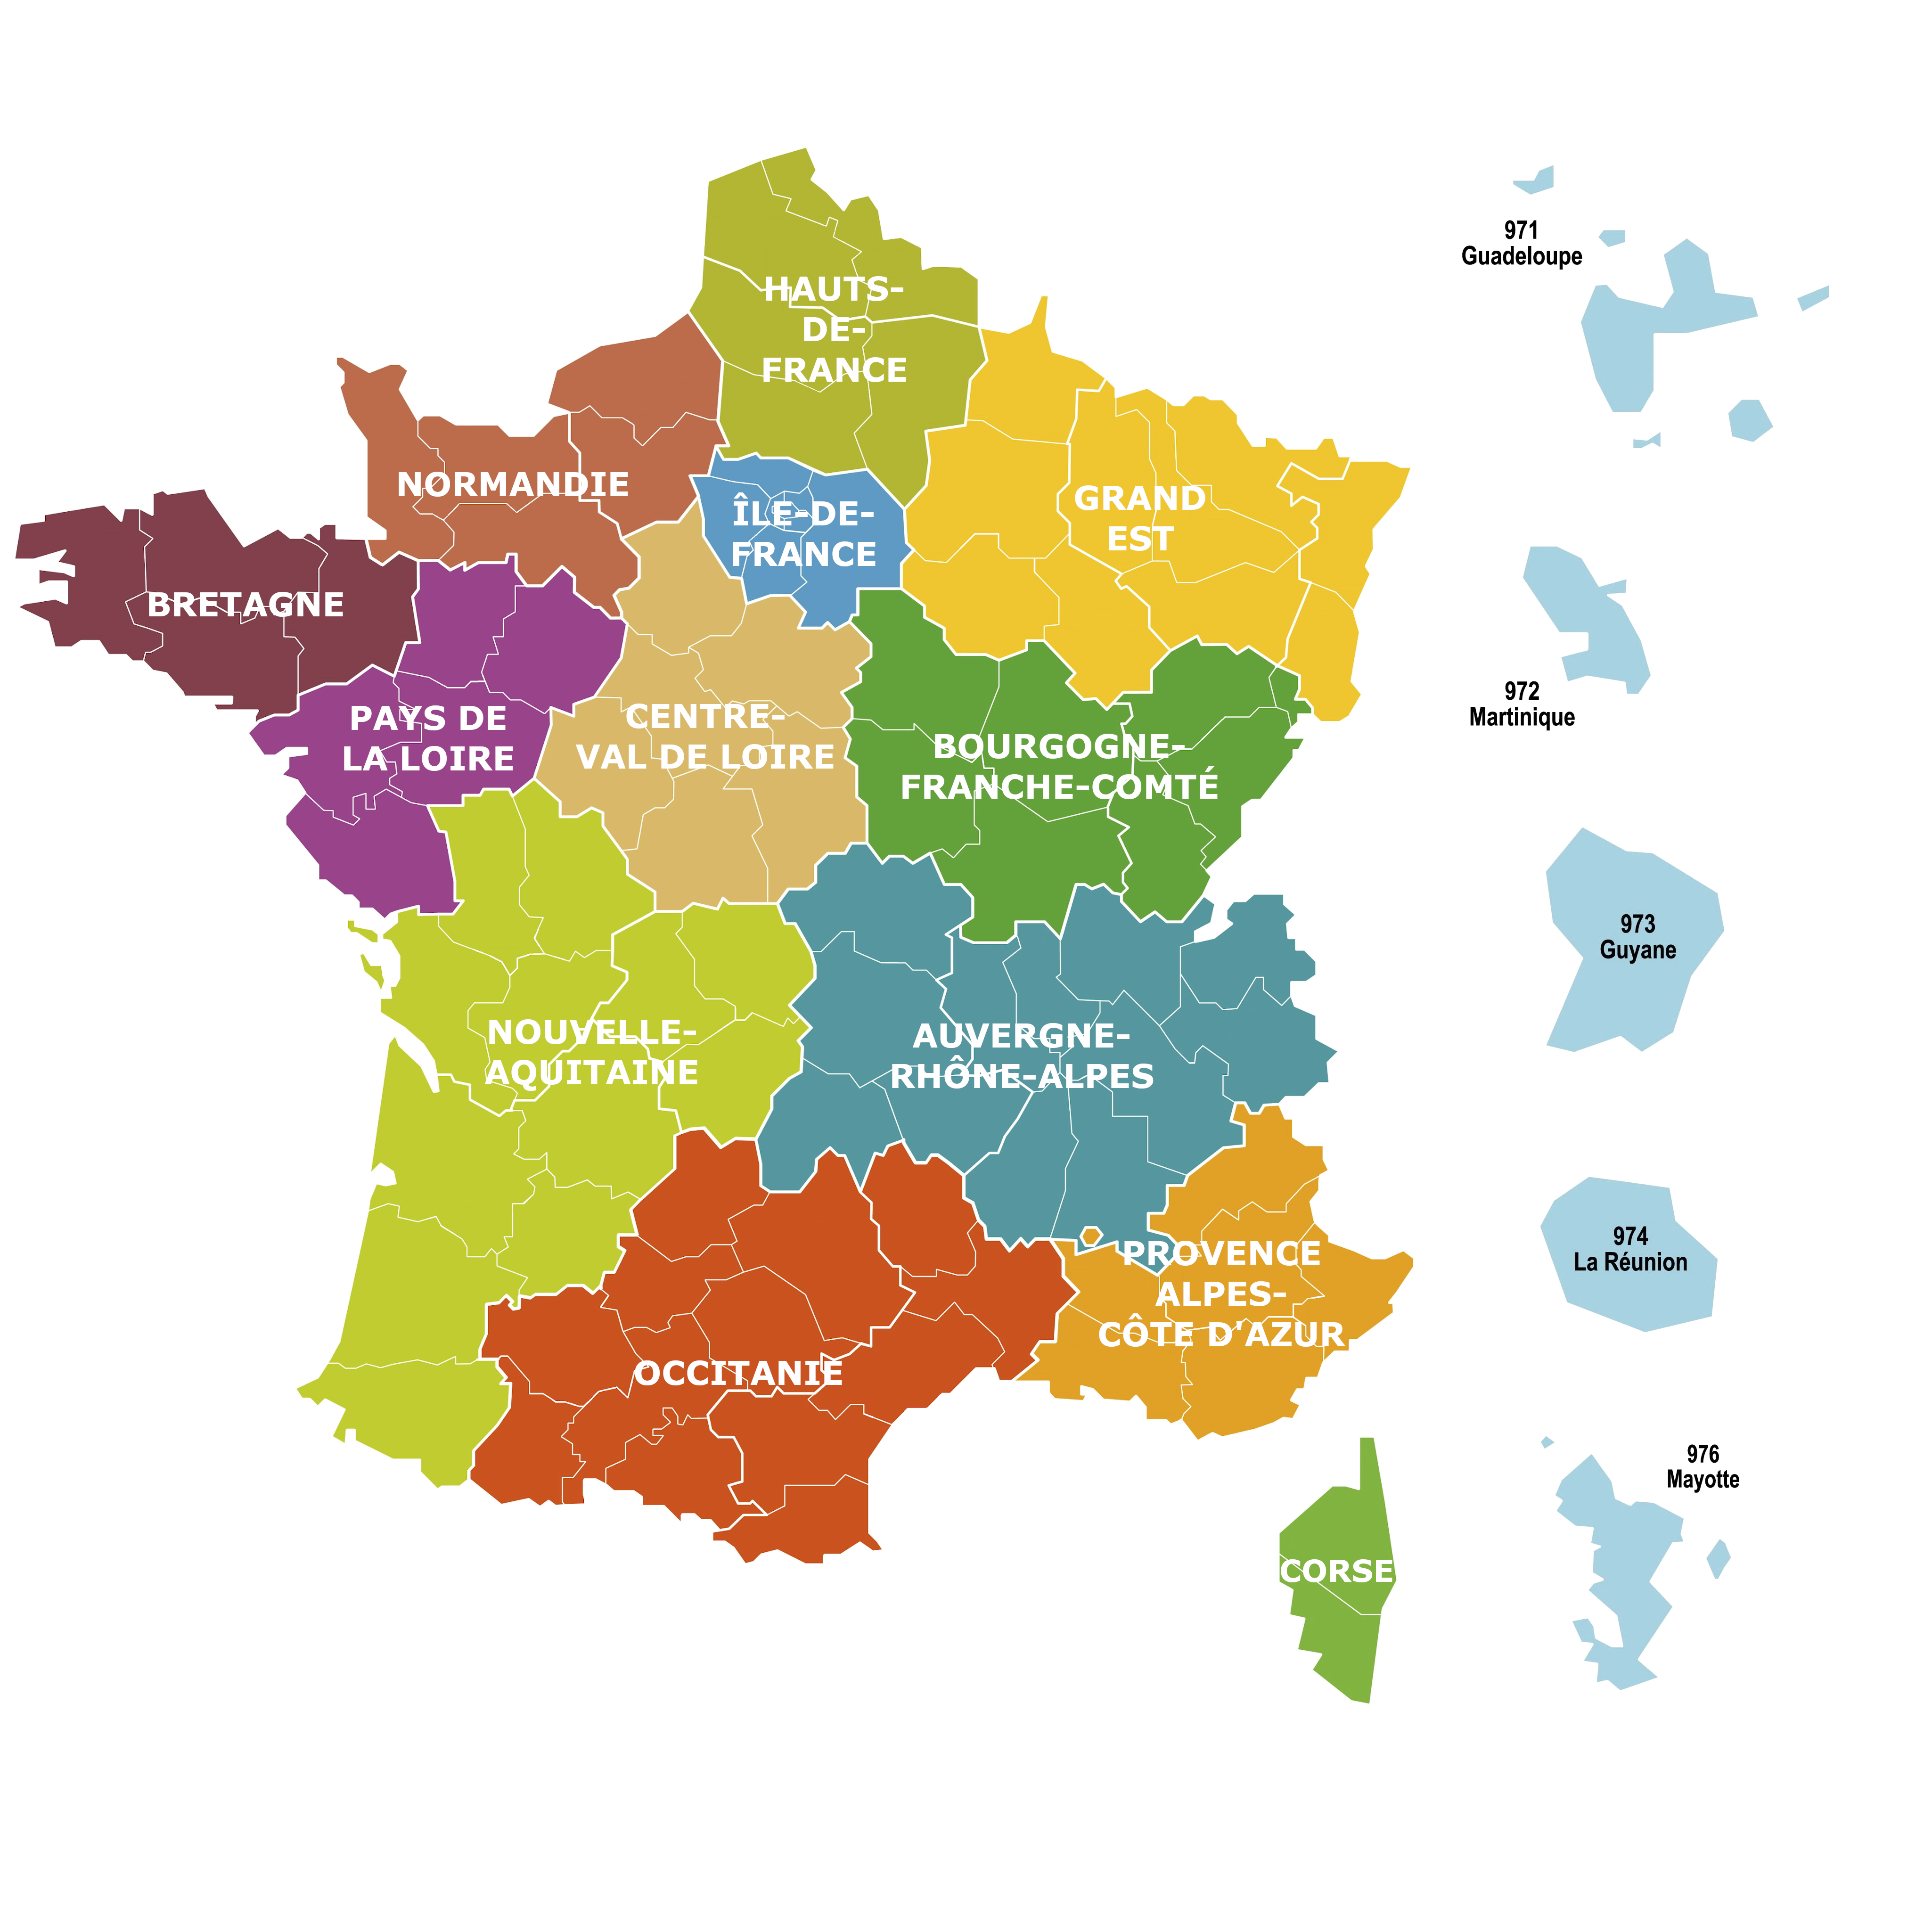 HAUTS-
DE-
FRANCE
NORMANDIE
ÎLE-DE-
FRANCE
GRAND
EST
BRETAGNE
PAYS DE
LA LOIRE
CENTRE-
VAL DE LOIRE
BOURGOGNE-
FRANCHE-COMTÉ
NOUVELLE-
AQUITAINE
AUVERGNE-
RHÔNE-ALPES
PROVENCE
ALPES-
CÔTE D'AZUR
OCCITANIE
CORSE
971
Guadeloupe
972
Martinique
973
Guyane
974
La Réunion
976
Mayotte